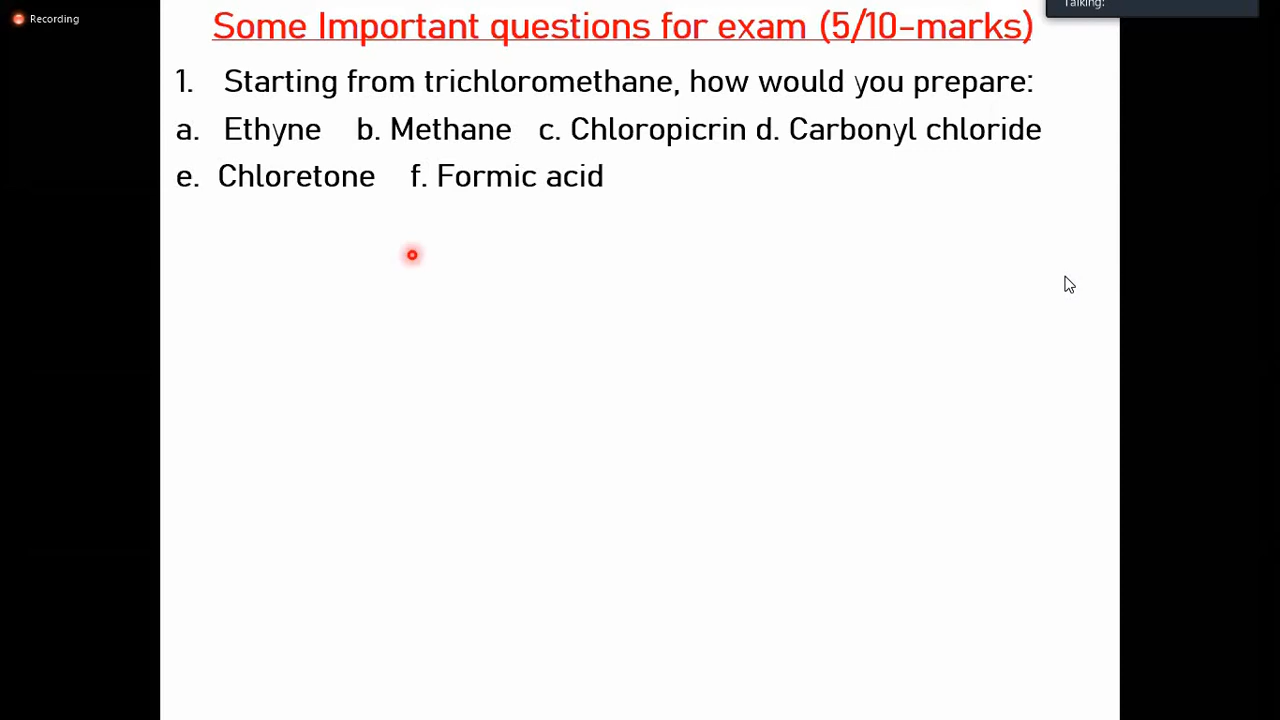 Recording
Talking:
Some Important questions for exam (5/10-marks)
1. Starting from trichloromethane, how would you prepare:
a. Ethyne b. Methane c. Chloropicrin d. Carbonyl chloride
e. Chloretone f. Formic acid